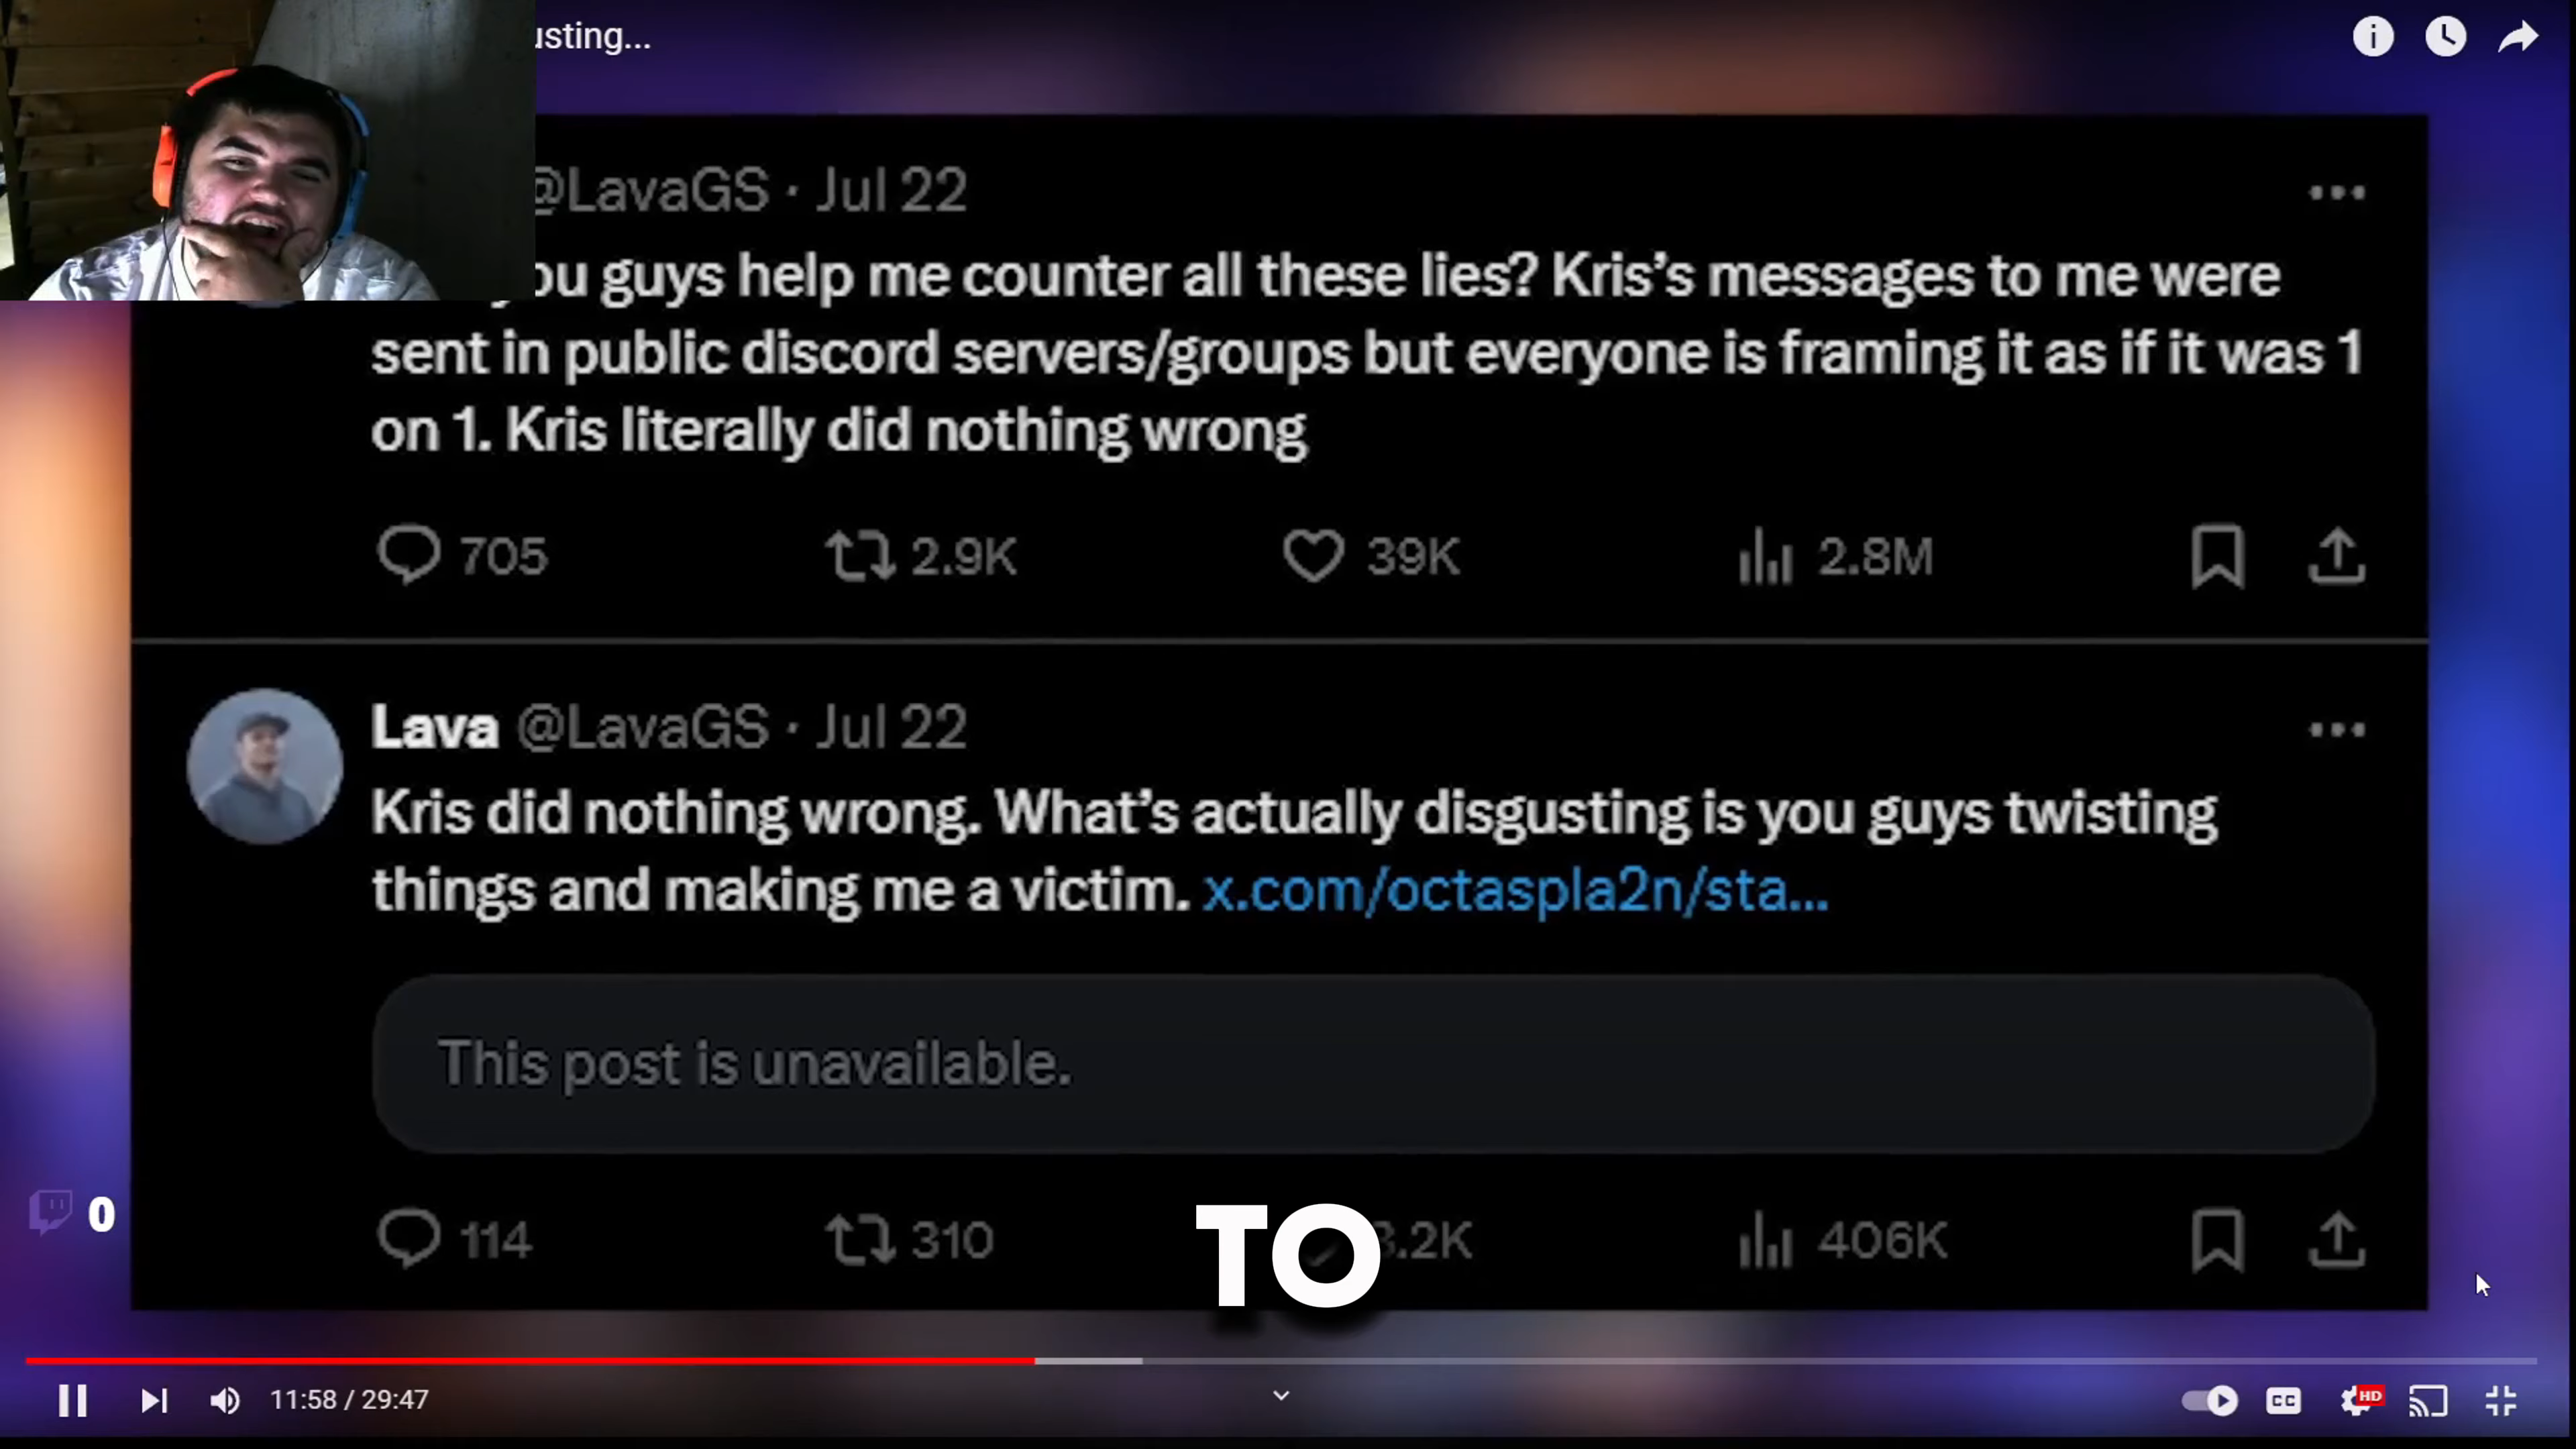 usting...
@LavaGS · Jul 22
you guys help me counter all these lies? Kris's messages to me were
sent in public discord servers/groups but everyone is framing it as if it was 1
on 1. Kris literally did nothing wrong
705 2.9K 39K 2.8M
Lava @LavaGS · Jul 22
Kris did nothing wrong. What's actually disgusting is you guys twisting
things and making me a victim. x.com/octaspla2n/sta...
This post is unavailable.
0
114 310 .2K 406K
TO
11:58 / 29:47
CC HD